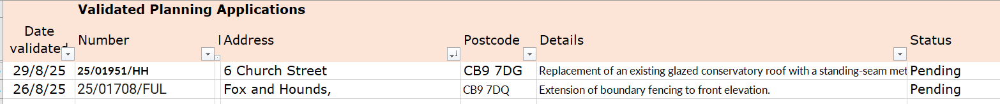 Validated Planning Applications
Date validated Number Address Postcode Details Status
29/8/25 25/01951/HH 6 Church Street CB9 7DG Replacement of an existing glazed conservatory roof with a standing-seam Pending
26/8/25 25/01708/FUL Fox and Hounds, CB9 7DQ Extension of boundary fencing to front elevation. Pending